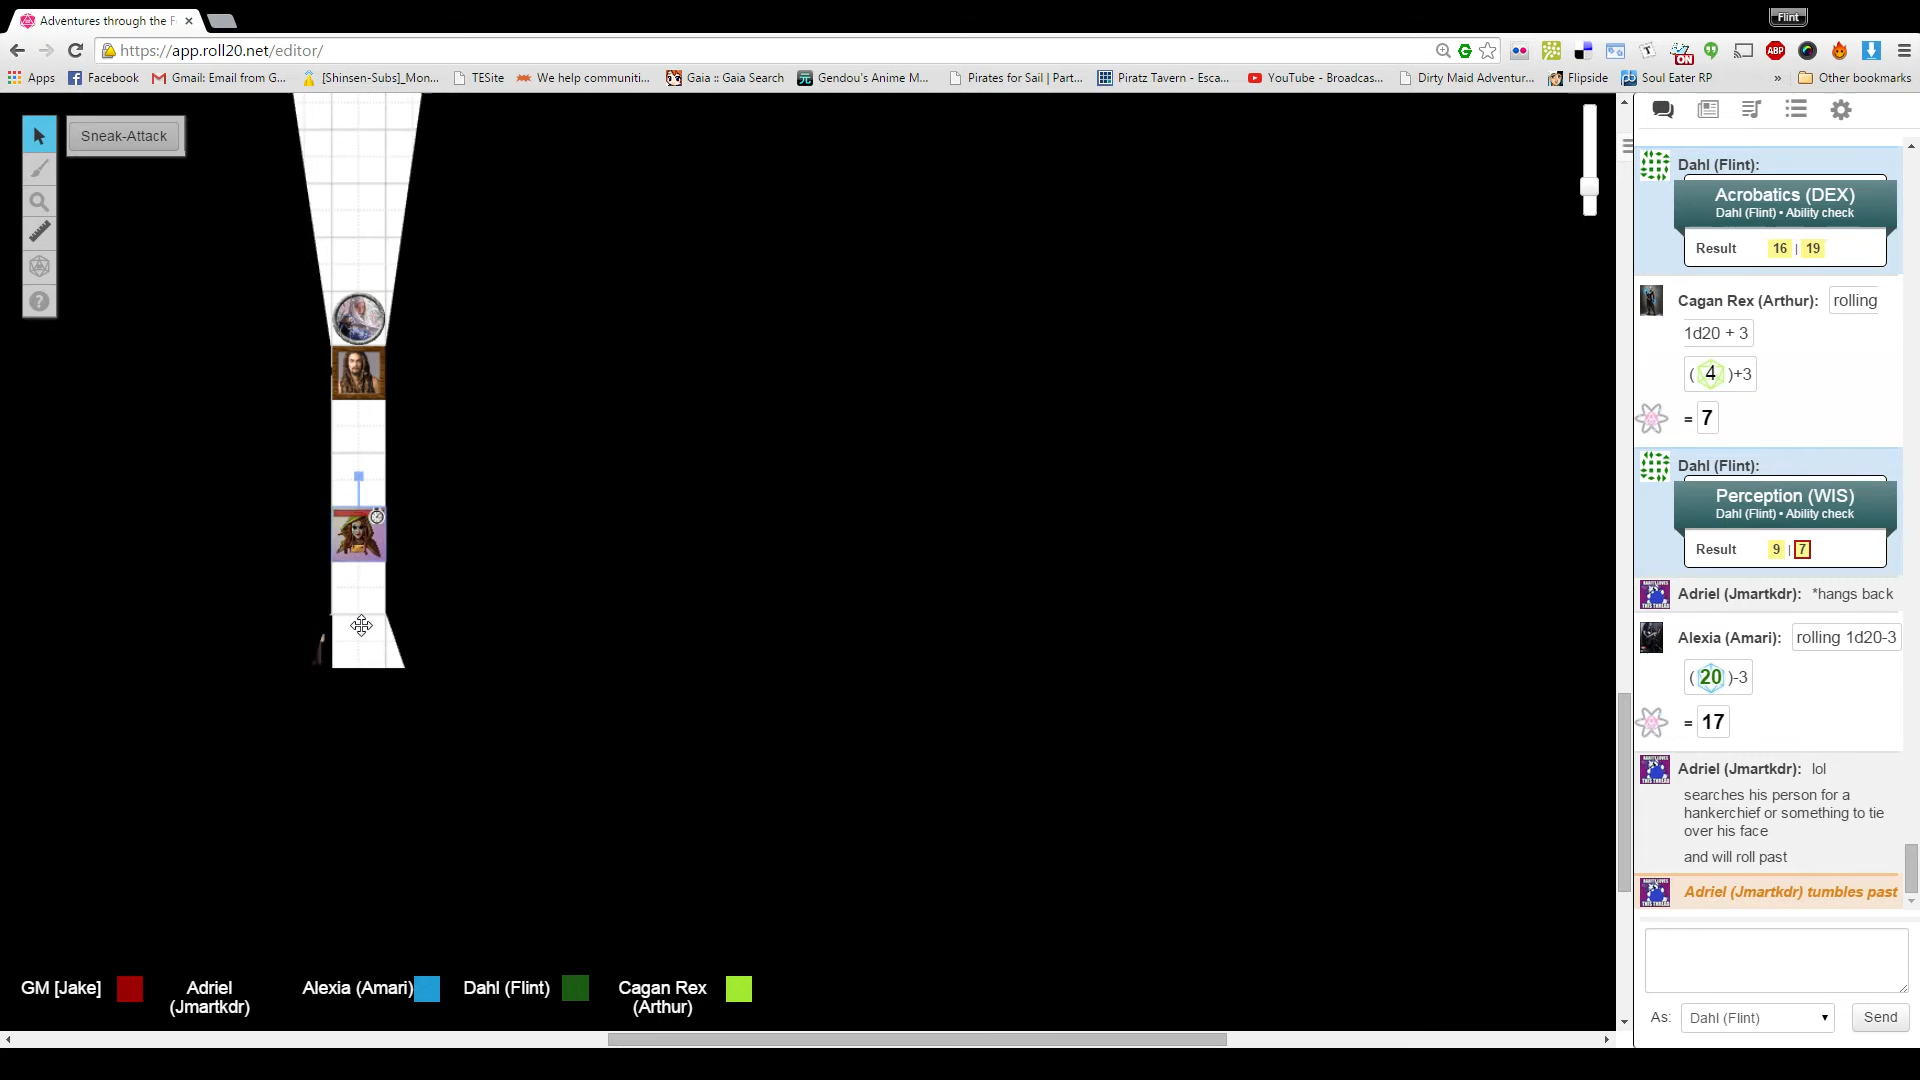 Adventures through the F
Flint
https://app.roll20.net/editor/
Apps
Facebook
Gmail: Email from G...
[Shinsen-Subs]_Mon...
TESite
We help communiti...
Gaia :: Gaia Search
Gendou's Anime M...
Pirates for Sail | Part...
Piratz Tavern - Esca...
YouTube - Broadcas...
Dirty Maid Adventur...
Flipside
Soul Eater RP
»
Other bookmarks
ABP
ON
Sneak-Attack
Dahl (Flint):
Acrobatics (DEX)
Dahl (Flint) • Ability check
Result 16 | 19
Cagan Rex (Arthur): rolling
1d20 + 3
(4)+3
= 7
Dahl (Flint):
Perception (WIS)
Dahl (Flint) • Ability check
Result 9 | 7
Adriel (Jmartkdr): *hangs back
Alexia (Amari): rolling 1d20-3
(20)-3
= 17
Adriel (Jmartkdr): lol
searches his person for a
hankerchief or something to tie
over his face
and will roll past
Adriel (Jmartkdr) tumbles past
As: Dahl (Flint) Send
GM [Jake]
Adriel
(Jmartkdr)
Alexia (Amari)
Dahl (Flint)
Cagan Rex
(Arthur)